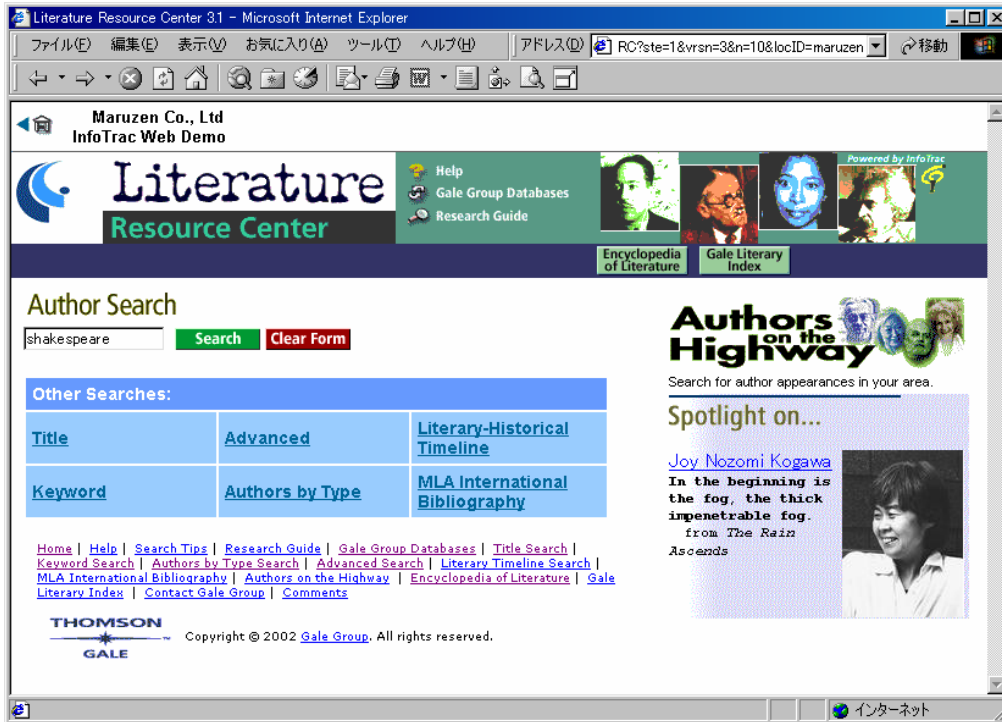 Literature Resource Center 3.1 - Microsoft Internet Explorer
ファイル(F) 編集(E) 表示(V) お気に入り(A) ツール(T) ヘルプ(H) アドレス(D) RC?ste=1&vrsn=3&n=10&locID=maruzen 移動
Maruzen Co., Ltd
InfoTrac Web Demo
Literature
Resource Center
Help
Gale Group Databases
Research Guide
Powered by InfoTrac
Encyclopedia
of Literature
Gale Literary
Index
Author Search
shakespeare Search Clear Form
Other Searches:
Title Advanced Literary-Historical
Timeline
Keyword Authors by Type MLA International
Bibliography
Home | Help | Search Tips | Research Guide | Gale Group Databases | Title Search |
Keyword Search | Authors by Type Search | Advanced Search | Literary Timeline Search |
MLA International Bibliography | Authors on the Highway | Encyclopedia of Literature | Gale
Literary Index | Contact Gale Group | Comments
THOMSON
GALE
Copyright © 2002 Gale Group. All rights reserved.
Authors
on the
Highway
Search for author appearances in your area.
Spotlight on...
Joy Nozomi Kogawa
In the beginning is
the fog, the thick
impenetrable fog.
from The Rain
Ascends
インターネット